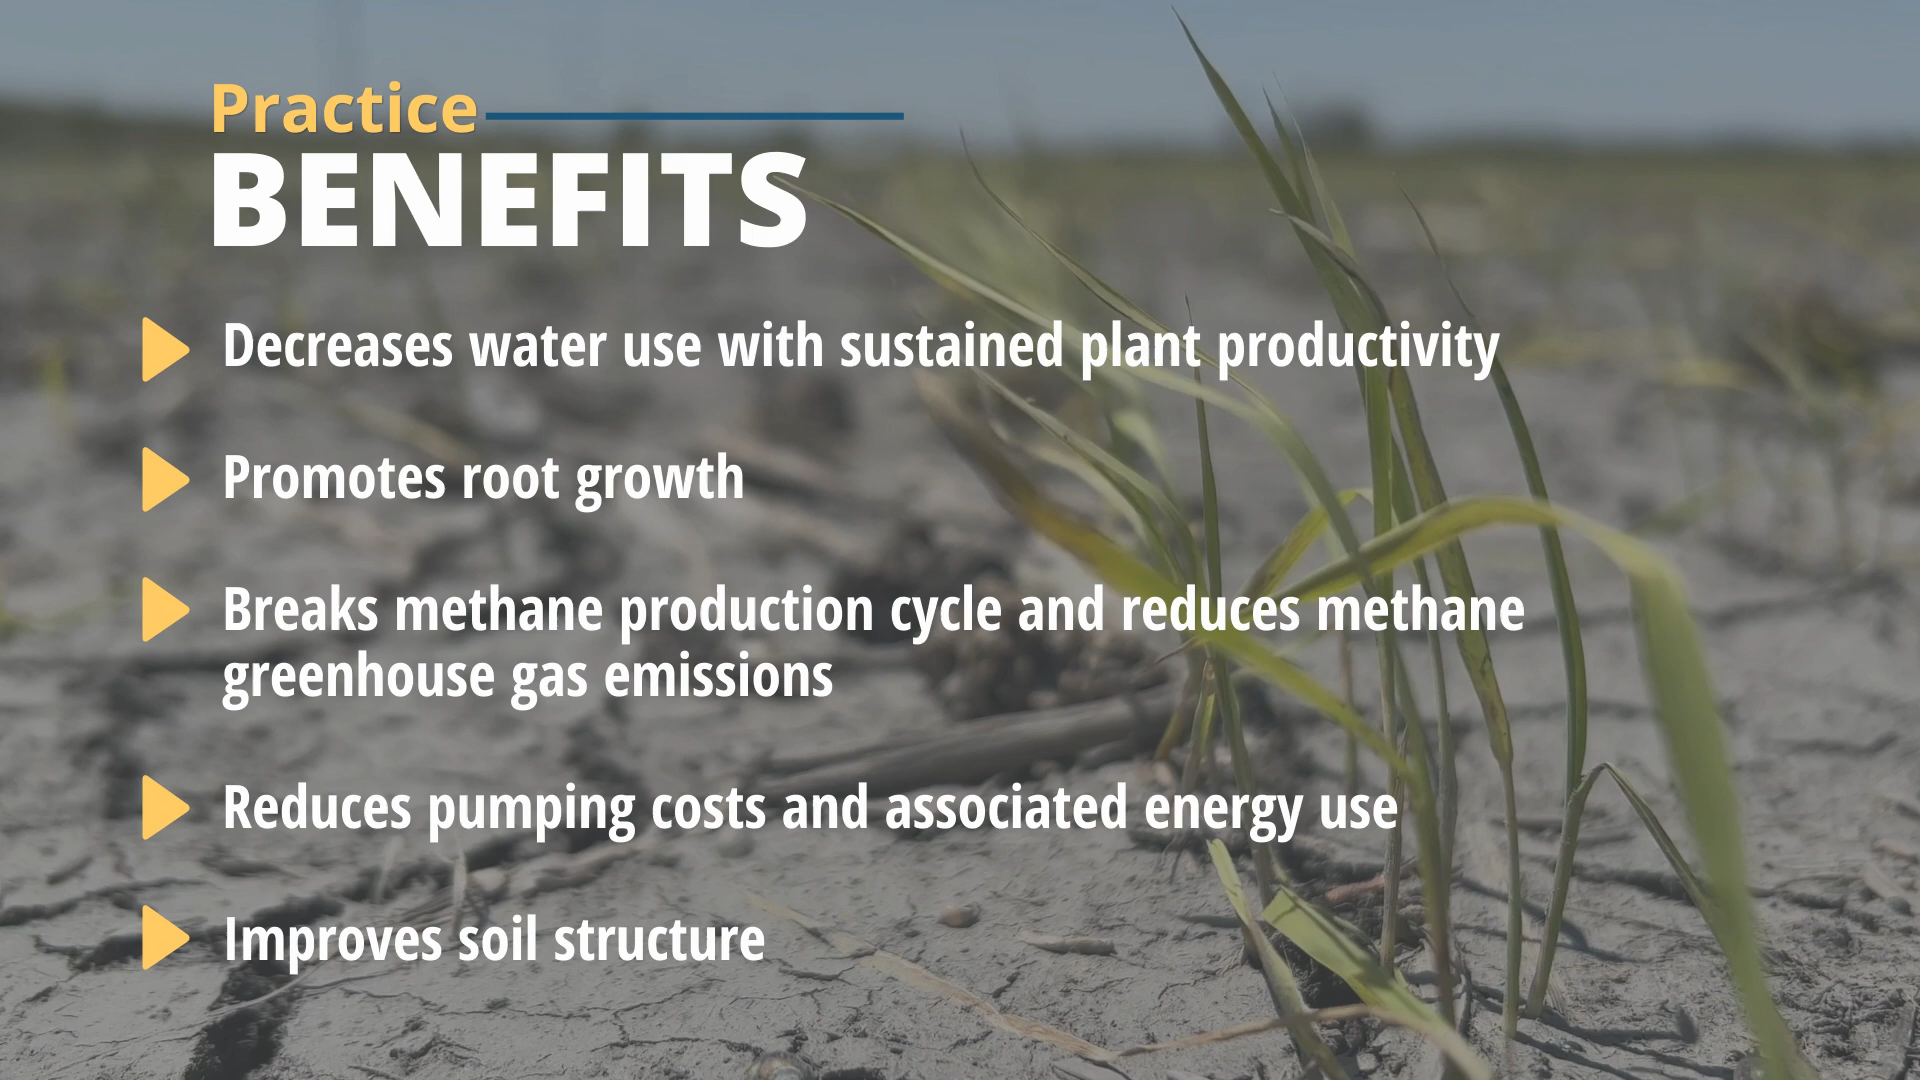 Practice
BENEFITS
Decreases water use with sustained plant productivity
Promotes root growth
Breaks methane production cycle and reduces methane
greenhouse gas emissions
Reduces pumping costs and associated energy use
Improves soil structure